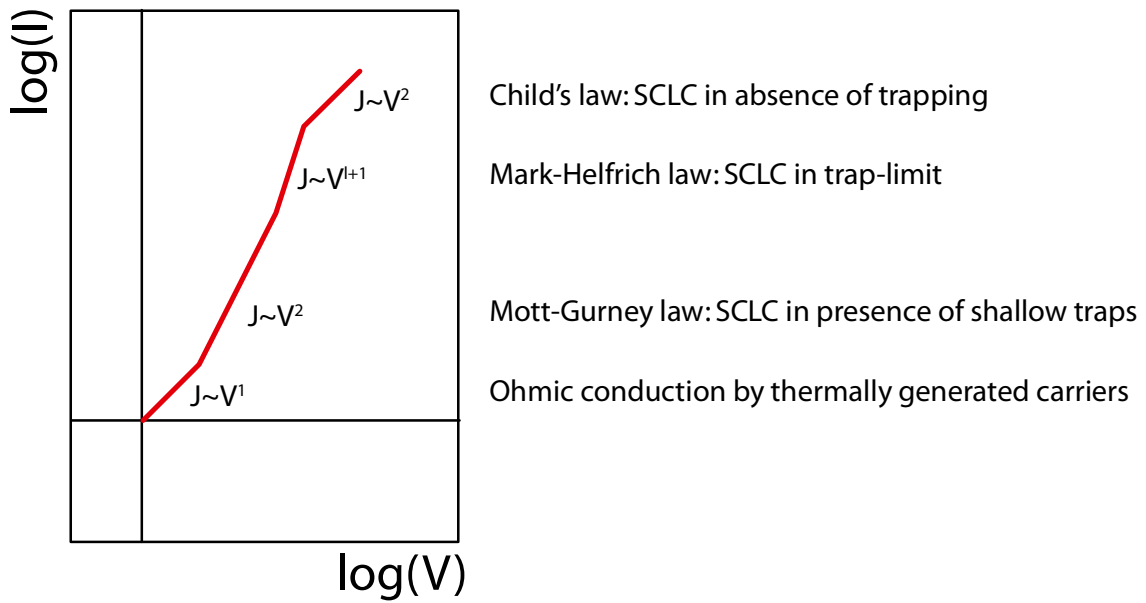 log(I)
J~V²
Child's law: SCLC in absence of trapping
J~Vˡ⁺¹
Mark-Helfrich law: SCLC in trap-limit
J~V²
Mott-Gurney law: SCLC in presence of shallow traps
J~V¹
Ohmic conduction by thermally generated carriers
log(V)